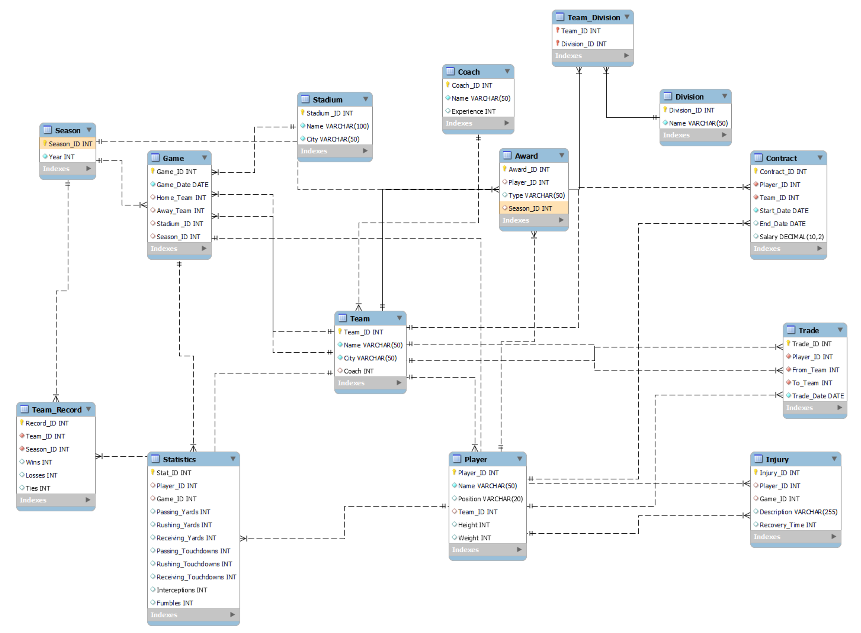 Team_Division
Team_ID INT
Division_ID INT
Indexes
Coach
Coach_ID INT
Name VARCHAR(50)
Experience INT
Indexes
Division
Division_ID INT
Name VARCHAR(50)
Indexes
Stadium
Stadium_ID INT
Name VARCHAR(100)
City VARCHAR(50)
Indexes
Season
Season_ID INT
Year INT
Indexes
Game
Game_ID INT
Game_Date DATE
Home_Team INT
Away_Team INT
Stadium_ID INT
Season_ID INT
Indexes
Award
Award_ID INT
Player_ID INT
Type VARCHAR(50)
Season_ID INT
Indexes
Contract
Contract_ID INT
Player_ID INT
Team_ID INT
Start_Date DATE
End_Date DATE
Salary DECIMAL(10,2)
Indexes
Team
Team_ID INT
Name VARCHAR(50)
City VARCHAR(50)
Coach INT
Indexes
Trade
Trade_ID INT
Player_ID INT
From_Team INT
To_Team INT
Trade_Date DATE
Indexes
Team_Record
Record_ID INT
Team_ID INT
Season_ID INT
Wins INT
Losses INT
Ties INT
Indexes
Statistics
Stat_ID INT
Player_ID INT
Game_ID INT
Passing_Yards INT
Rushing_Yards INT
Receiving_Yards INT
Passing_Touchdowns INT
Rushing_Touchdowns INT
Receiving_Touchdowns INT
Interceptions INT
Fumbles INT
Indexes
Player
Player_ID INT
Name VARCHAR(50)
Position VARCHAR(20)
Team_ID INT
Height INT
Weight INT
Indexes
Injury
Injury_ID INT
Player_ID INT
Game_ID INT
Description VARCHAR(255)
Recovery_Time INT
Indexes